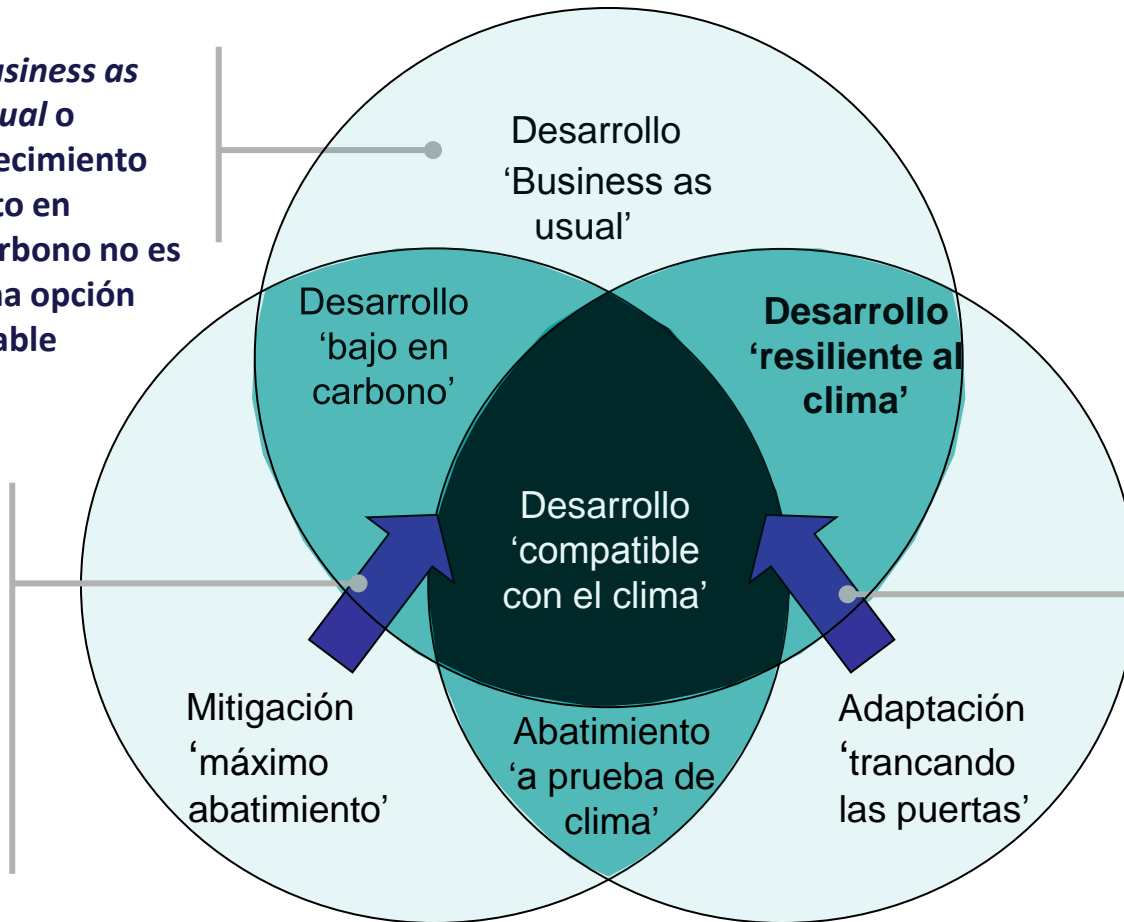 usiness as
ual o
ecimiento
to en
arbono no es
na opción
able
Desarrollo
‘Business as
usual’
Desarrollo
‘bajo en
carbono’
Desarrollo
‘resiliente al
clima’
Desarrollo
‘compatible
con el clima’
Mitigación
‘máximo
abatimiento’
Abatimiento
‘a prueba de
clima’
Adaptación
‘trancando
las puertas’